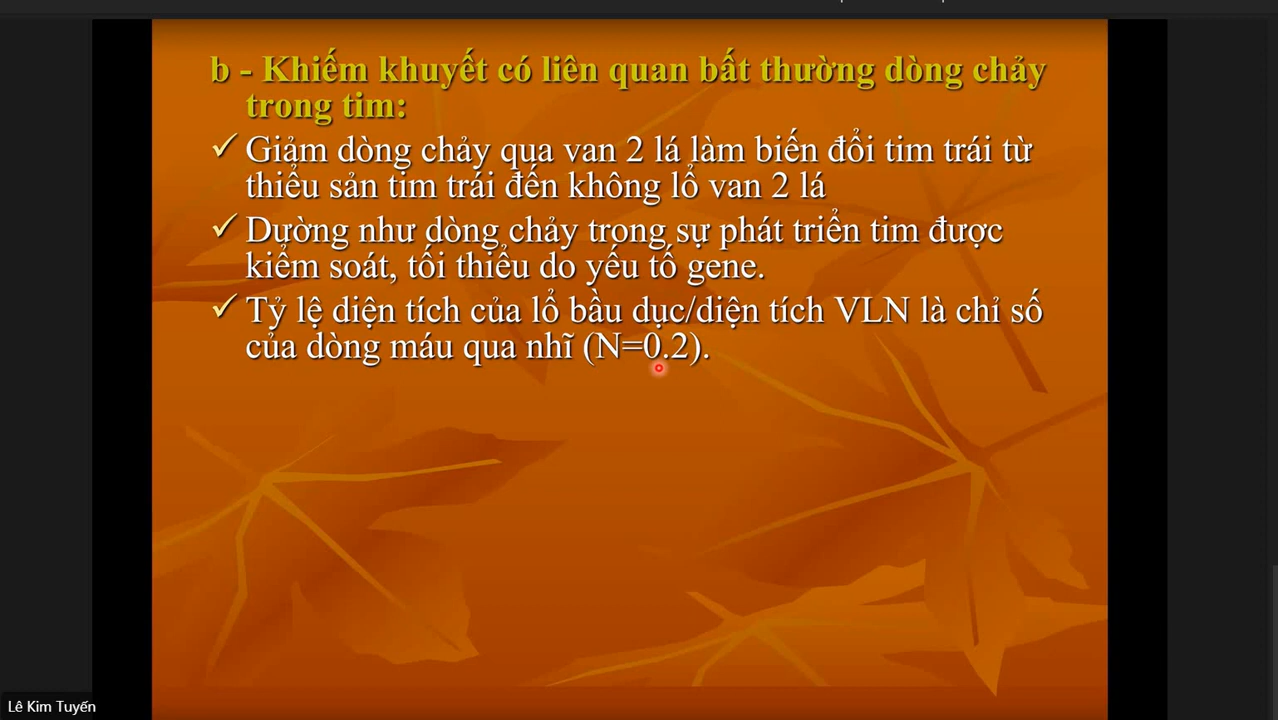 b - Khiếm khuyết có liên quan bất thường dòng chảy
trong tim:
✓ Giảm dòng chảy qua van 2 lá làm biến đổi tim trái từ
thiểu sản tim trái đến không lổ van 2 lá
✓ Dường như dòng chảy trong sự phát triển tim được
kiểm soát, tối thiểu do yếu tố gene.
✓ Tỷ lệ diện tích của lổ bầu dục/diện tích VLN là chỉ số
của dòng máu qua nhĩ (N=0.2).
Lê Kim Tuyến